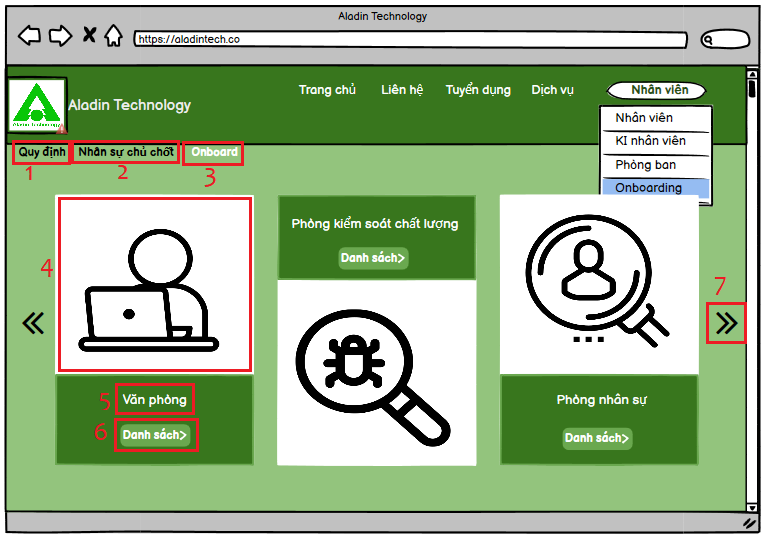 Aladin Technology
https://aladintech.co
Aladin Technology
Trang chủ Liên hệ Tuyển dụng Dịch vụ Nhân viên
Aladin technology
Nhân viên
KI nhân viên
Phòng ban
Onboarding
Quy định Nhân sự chủ chốt Onboard
1 2 3
4
Phòng kiểm soát chất lượng
Danh sách>
7
5 Văn phòng
6 Danh sách>
Phòng nhân sự
Danh sách>